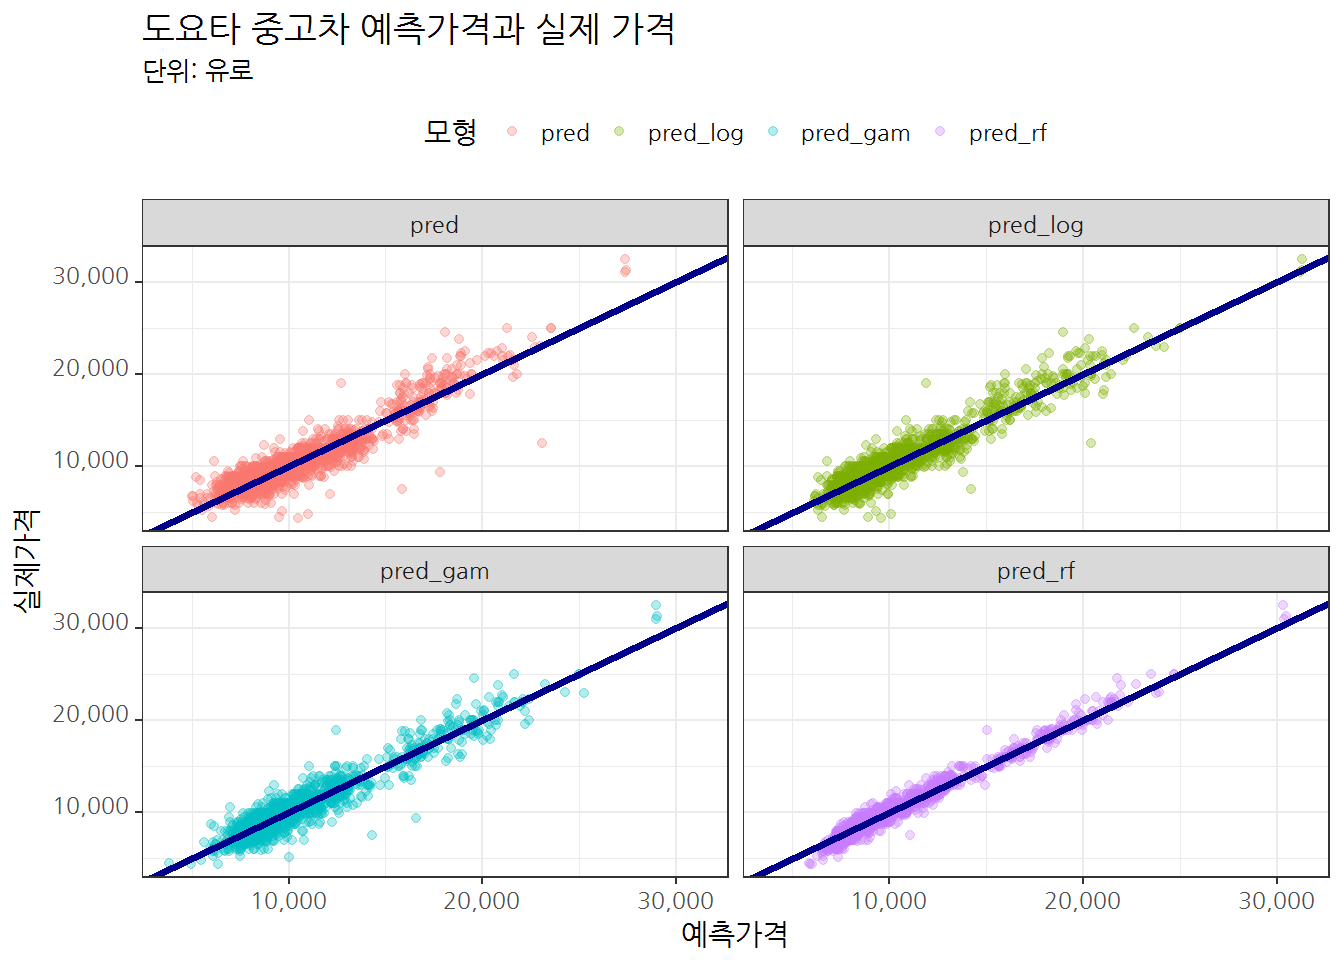 도요타 중고차 예측가격과 실제 가격
단위: 유로
모형 pred pred_log pred_gam pred_rf
pred pred_log
30,000
20,000
10,000
실제가격
pred_gam pred_rf
30,000
20,000
10,000
10,000 20,000 30,000 10,000 20,000 30,000
예측가격